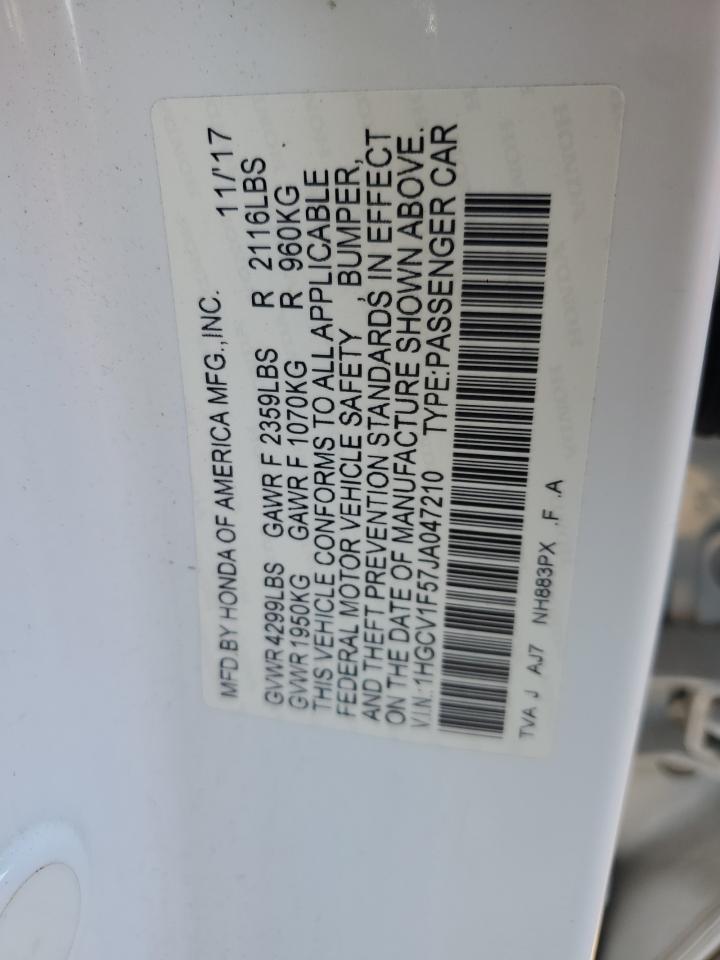 MFD.BY HONDA OF AMERICA MFG.,INC. 11/'17
GVWR 4299LBS GAWR F 2359LBS R 2116LBS
GVWR 1950KG GAWR F 1070KG R 960KG
THIS VEHICLE CONFORMS TO ALL APPLICABLE
FEDERAL MOTOR VEHICLE SAFETY, BUMPER,
AND THEFT PREVENTION STANDARDS, IN EFFECT
ON THE DATE OF MANUFACTURE SHOWN ABOVE.
V.I.N.:1HGCV1F57JA047210 TYPE:PASSENGER CAR
TVA J AJ7 NH883PX .F .A